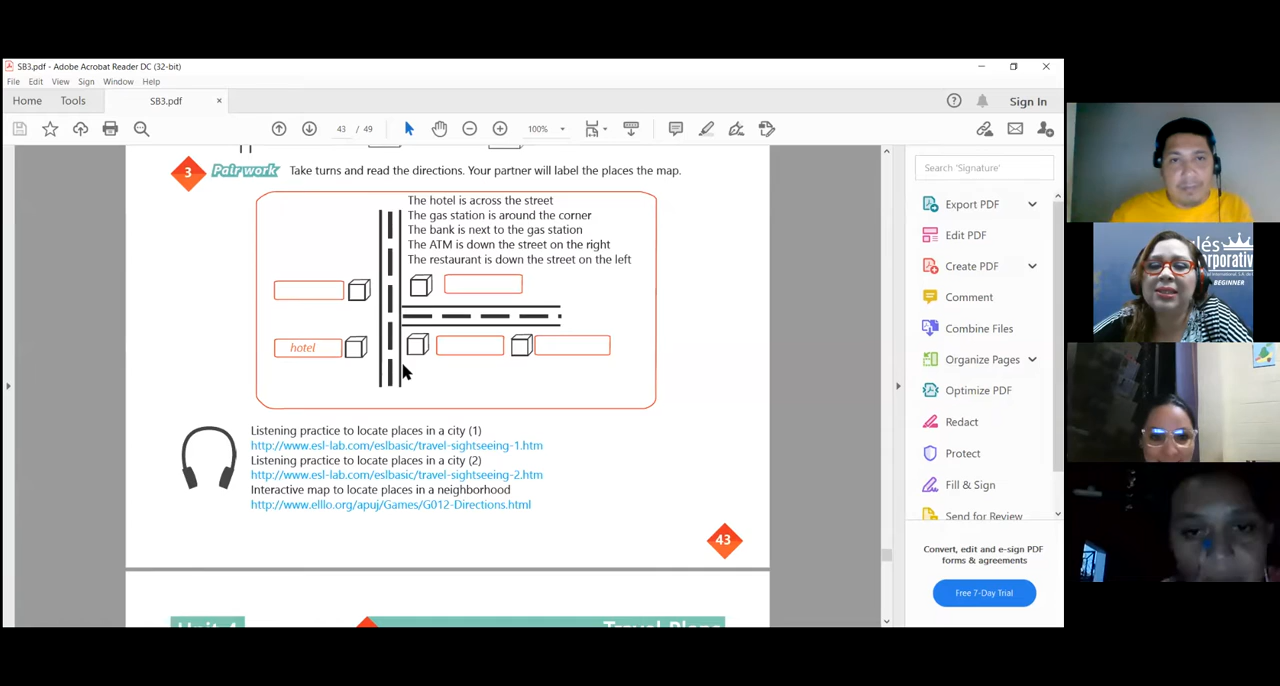 SB3.pdf - Adobe Acrobat Reader DC (32-bit)
File Edit View Sign Window Help
Home Tools SB3.pdf × Sign In
43 / 49 100%
3 Pair work Take turns and read the directions. Your partner will label the places the map.
The hotel is across the street
The gas station is around the corner
The bank is next to the gas station
The ATM is down the street on the right
The restaurant is down the street on the left
hotel
Listening practice to locate places in a city (1)
http://www.esl-lab.com/eslbasic/travel-sightseeing-1.htm
Listening practice to locate places in a city (2)
http://www.esl-lab.com/eslbasic/travel-sightseeing-2.htm
Interactive map to locate places in a neighborhood
http://www.elllo.org/apuj/Games/G012-Directions.html
43
Unit 4 Travel Plans
Search 'Signature'
Export PDF
Edit PDF
Create PDF
Comment
Combine Files
Organize Pages
Optimize PDF
Redact
Protect
Fill & Sign
Send for Review
Convert, edit and e-sign PDF
forms & agreements
Free 7-Day Trial
glés
orporativ
BEGINNER